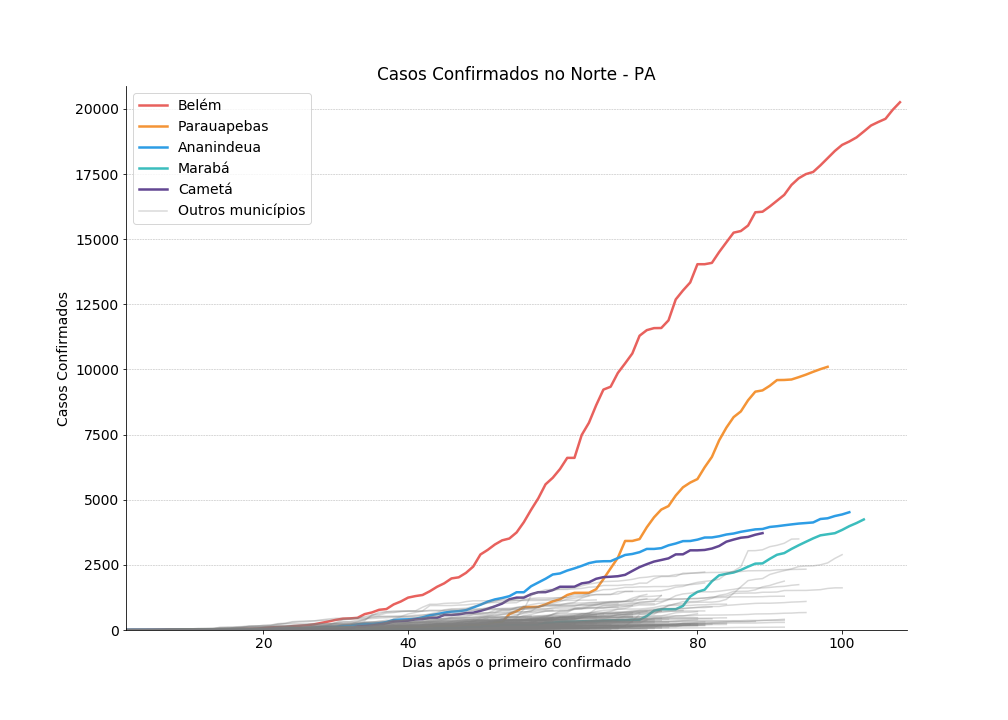 Casos Confirmados no Norte - PA
Belém
Parauapebas
Ananindeua
Marabá
Cametá
Outros municípios
20000
17500
15000
12500
10000
7500
5000
2500
0
Casos Confirmados
20
40
60
80
100
Dias após o primeiro confirmado